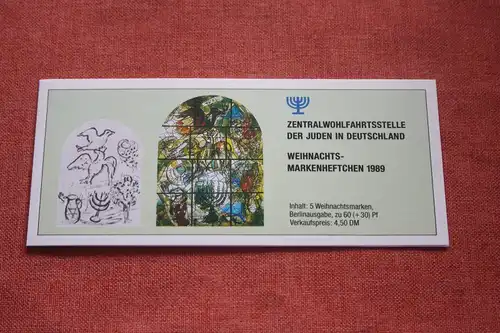 ZENTRALWOHLFAHRTSSTELLE
DER JUDEN IN DEUTSCHLAND
WEIHNACHTS-
MARKENHEFTCHEN 1989
Inhalt: 5 Weihnachtsmarken,
Berlinausgabe, zu 60 (+ 30) Pf
Verkaufspreis: 4,50 DM